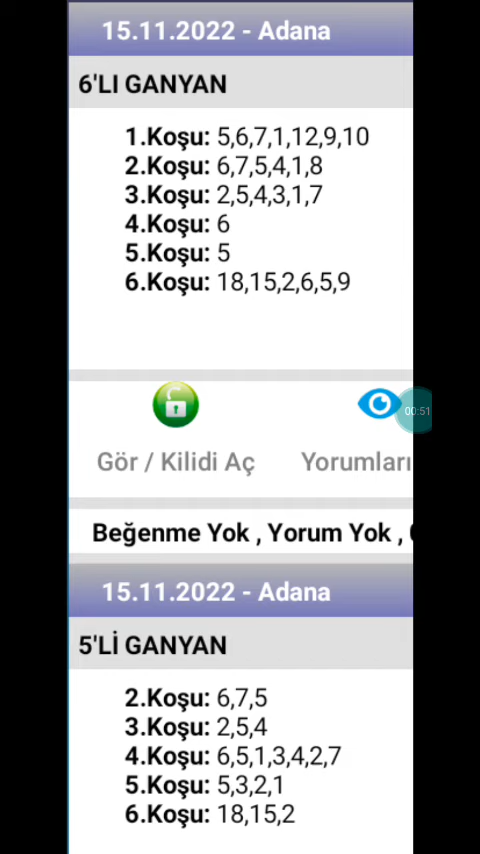 15.11.2022 - Adana
6'LI GANYAN
1.Koşu: 5,6,7,1,12,9,10
2.Koşu: 6,7,5,4,1,8
3.Koşu: 2,5,4,3,1,7
4.Koşu: 6
5.Koşu: 5
6.Koşu: 18,15,2,6,5,9
00:51
Gör / Kilidi Aç Yorumları
Beğenme Yok , Yorum Yok ,
15.11.2022 - Adana
5'Lİ GANYAN
2.Koşu: 6,7,5
3.Koşu: 2,5,4
4.Koşu: 6,5,1,3,4,2,7
5.Koşu: 5,3,2,1
6.Koşu: 18,15,2